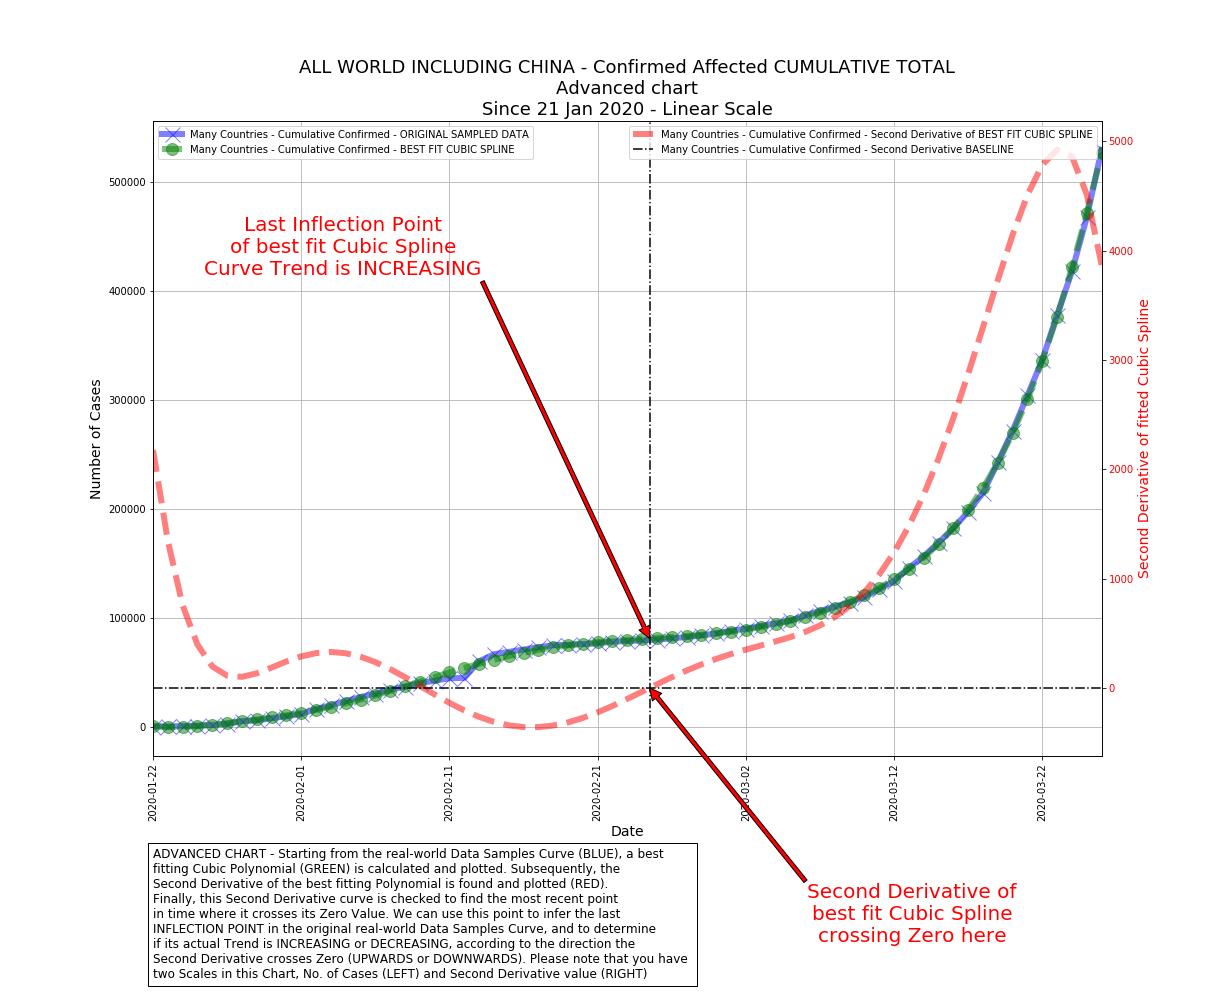 ALL WORLD INCLUDING CHINA - Confirmed Affected CUMULATIVE TOTAL
Advanced chart
Since 21 Jan 2020 - Linear Scale
Many Countries - Cumulative Confirmed - ORIGINAL SAMPLED DATA
Many Countries - Cumulative Confirmed - BEST FIT CUBIC SPLINE
Many Countries - Cumulative Confirmed - Second Derivative of BEST FIT CUBIC SPLINE
Many Countries - Cumulative Confirmed - Second Derivative BASELINE
Last Inflection Point
of best fit Cubic Spline
Curve Trend is INCREASING
Number of Cases
500000
400000
300000
200000
100000
0
5000
4000
3000
2000
1000
0
Second Derivative of fitted Cubic Spline
2020-01-22
2020-02-01
2020-02-11
2020-02-21
2020-03-02
2020-03-12
2020-03-22
Date
ADVANCED CHART - Starting from the real-world Data Samples Curve (BLUE), a best
fitting Cubic Polynomial (GREEN) is calculated and plotted. Subsequently, the
Second Derivative of the best fitting Polynomial is found and plotted (RED).
Finally, this Second Derivative curve is checked to find the most recent point
in time where it crosses its Zero Value. We can use this point to infer the last
INFLECTION POINT in the original real-world Data Samples Curve, and to determine
if its actual Trend is INCREASING or DECREASING, according to the direction the
Second Derivative crosses Zero (UPWARDS or DOWNWARDS). Please note that you have
two Scales in this Chart, No. of Cases (LEFT) and Second Derivative value (RIGHT)
Second Derivative of
best fit Cubic Spline
crossing Zero here